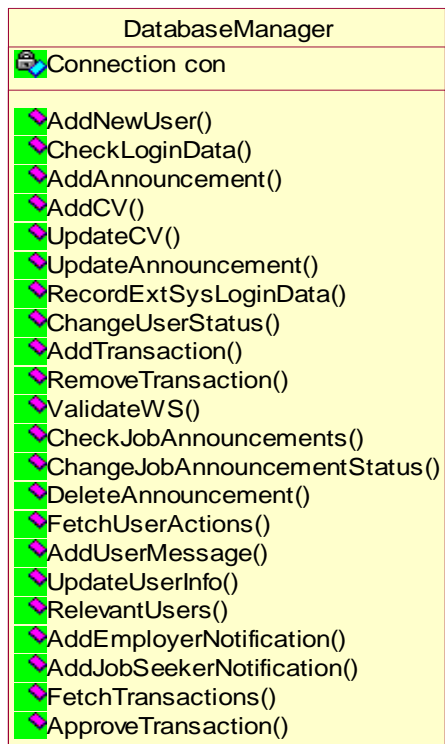 DatabaseManager
Connection con
AddNewUser()
CheckLoginData()
AddAnnouncement()
AddCV()
UpdateCV()
UpdateAnnouncement()
RecordExtSysLoginData()
ChangeUserStatus()
AddTransaction()
RemoveTransaction()
ValidateWS()
CheckJobAnnouncements()
ChangeJobAnnouncementStatus()
DeleteAnnouncement()
FetchUserActions()
AddUserMessage()
UpdateUserInfo()
RelevantUsers()
AddEmployerNotification()
AddJobSeekerNotification()
FetchTransactions()
ApproveTransaction()